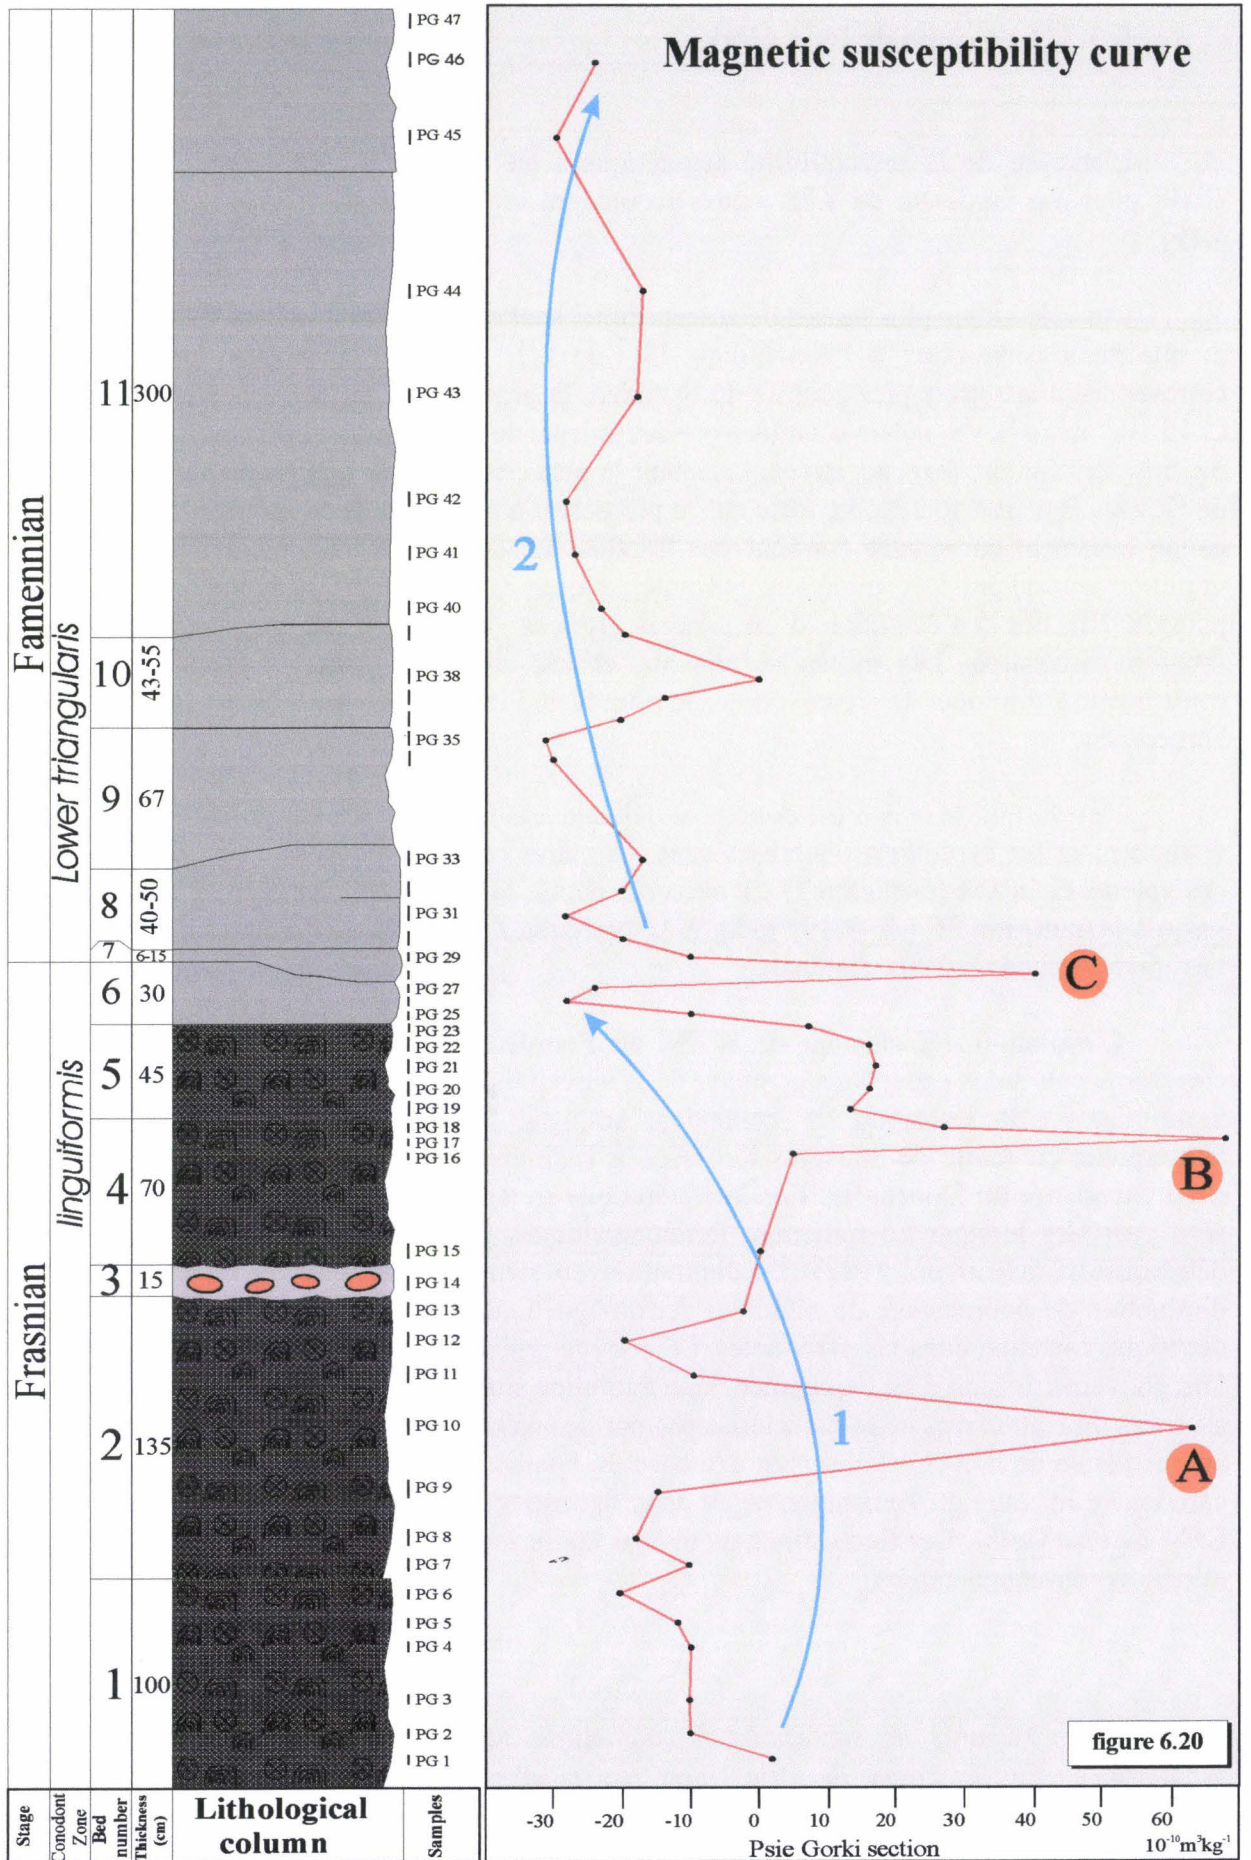 Magnetic susceptibility curve
PG 47
PG 46
PG 45
PG 44
PG 43
PG 42
PG 41
PG 40
PG 38
PG 35
PG 33
PG 31
PG 29
PG 27
PG 25
PG 23
PG 22
PG 21
PG 20
PG 19
PG 18
PG 17
PG 16
PG 15
PG 14
PG 13
PG 12
PG 11
PG 10
PG 9
PG 8
PG 7
PG 6
PG 5
PG 4
PG 3
PG 2
PG 1
Famennian
Frasnian
Lower triangularis
linguiformis
11 300
10 43-55
9 67
8 40-50
7 6-15
6 30
5 45
4 70
3 15
2 135
1 100
2
C
B
1
A
figure 6.20
-30 -20 -10 0 10 20 30 40 50 60
Psie Gorki section
10⁻¹⁰m³kg⁻¹
Stage
Conodont
Zone
Bed
number
Thickness
(cm)
Lithological
column
Samples